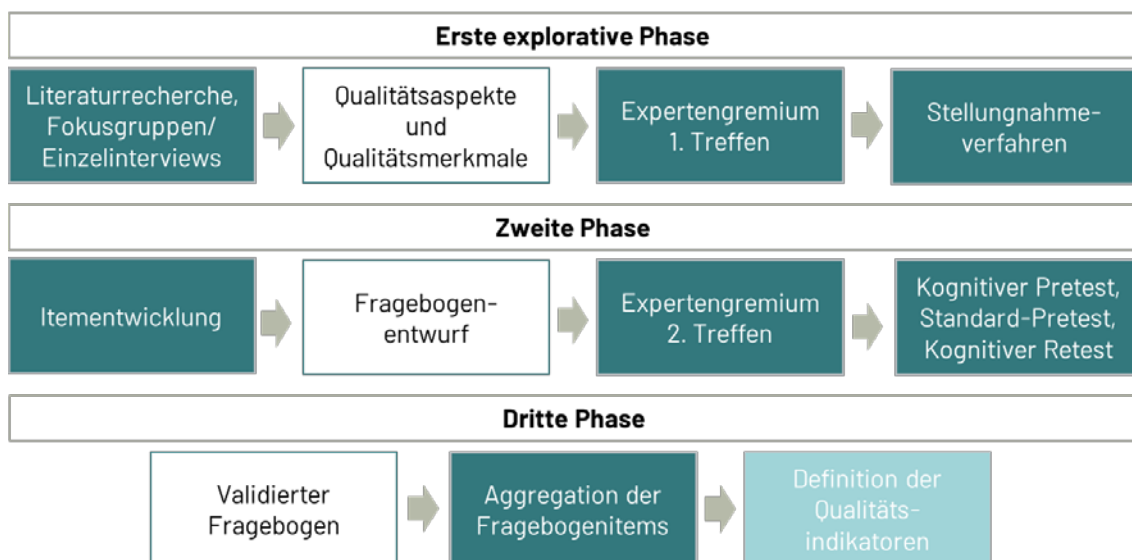 Erste explorative Phase
Literaturrecherche,
Fokusgruppen/
Einzelinterviews
Qualitätsaspekte
und
Qualitätsmerkmale
Expertengremium
1. Treffen
Stellungnahme-
verfahren
Zweite Phase
Itementwicklung
Fragebogen-
entwurf
Expertengremium
2. Treffen
Kognitiver Pretest,
Standard-Pretest,
Kognitiver Retest
Dritte Phase
Validierter
Fragebogen
Aggregation der
Fragebogenitems
Definition der
Qualitäts-
indikatoren